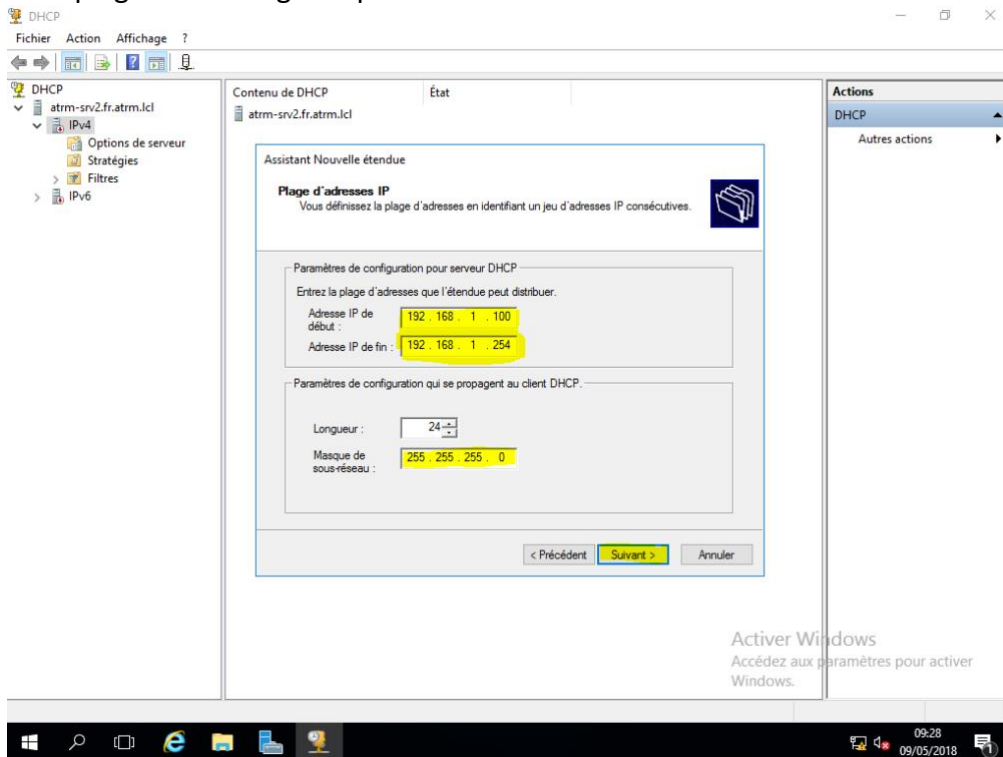 DHCP
Fichier Action Affichage ?
DHCP
atrm-srv2.fr.atrm.lcl
IPv4
Options de serveur
Stratégies
Filtres
IPv6
Contenu de DHCP État
atrm-srv2.fr.atrm.lcl
Actions
DHCP
Autres actions
Assistant Nouvelle étendue
Plage d'adresses IP
Vous définissez la plage d'adresses en identifiant un jeu d'adresses IP consécutives.
Paramètres de configuration pour serveur DHCP
Entrez la plage d'adresses que l'étendue peut distribuer.
Adresse IP de
début : 192 . 168 . 1 . 100
Adresse IP de fin : 192 . 168 . 1 . 254
Paramètres de configuration qui se propagent au client DHCP.
Longueur : 24
Masque de
sous-réseau : 255 . 255 . 255 . 0
< Précédent Suivant > Annuler
Activer Windows
Accédez aux paramètres pour activer
Windows.
09:28
09/05/2018